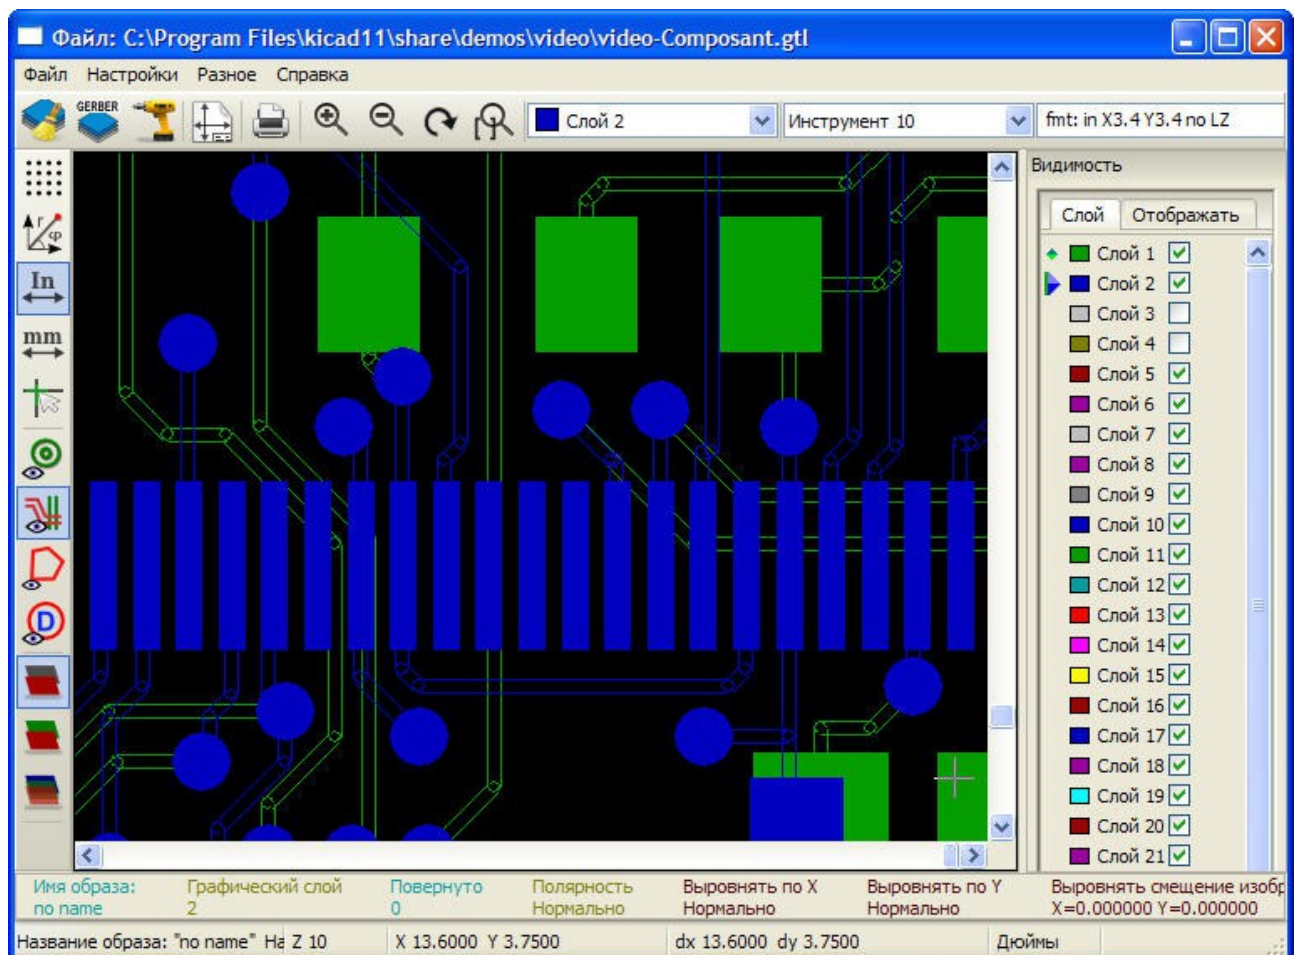 Файл: C:\Program Files\kicad11\share\demos\video\video-Composant.gtl
Файл Настройки Разное Справка
GERBER
Слой 2
Инструмент 10
fmt: in X3.4 Y3.4 no LZ
Видимость
Слой Отображать
r
φ
In
mm
D
Слой 1
Слой 2
Слой 3
Слой 4
Слой 5
Слой 6
Слой 7
Слой 8
Слой 9
Слой 10
Слой 11
Слой 12
Слой 13
Слой 14
Слой 15
Слой 16
Слой 17
Слой 18
Слой 19
Слой 20
Слой 21
Имя образа: Графический слой Повернуто Полярность Выровнять по X Выровнять по Y Выровнять смещение изобр
no name 2 0 Нормально Нормально Нормально X=0.000000 Y=0.000000
Название образа: "no name" На Z 10 X 13.6000 Y 3.7500 dx 13.6000 dy 3.7500 Дюймы